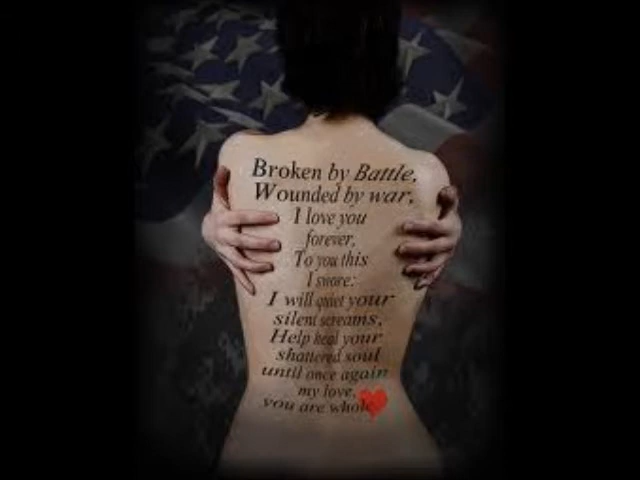 Broken by Battle,
Wounded by war,
I love you
forever,
To you this
I swore:
I will quiet your
silent screams,
Help heal your
shattered soul
until once again
my love,
you are whole